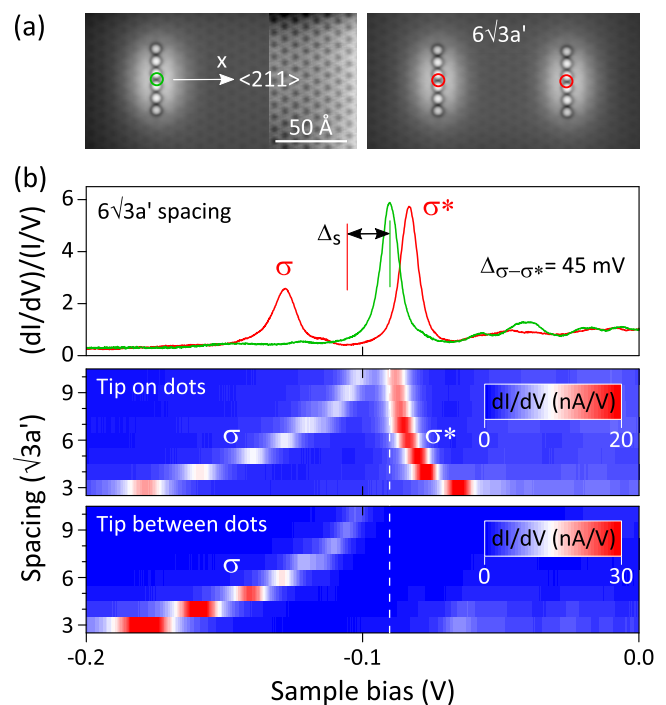 (a)
x
<211>
50 Å
6√3a'
(b)
6√3a' spacing
σ
Δs
σ*
Δσ−σ* = 45 mV
(dI/dV)/(I/V)
6
4
2
0
Tip on dots
σ
σ*
dI/dV (nA/V)
0
20
9
6
3
Tip between dots
σ
dI/dV (nA/V)
0
30
9
6
3
Spacing (√3a')
-0.2
-0.1
0.0
Sample bias (V)